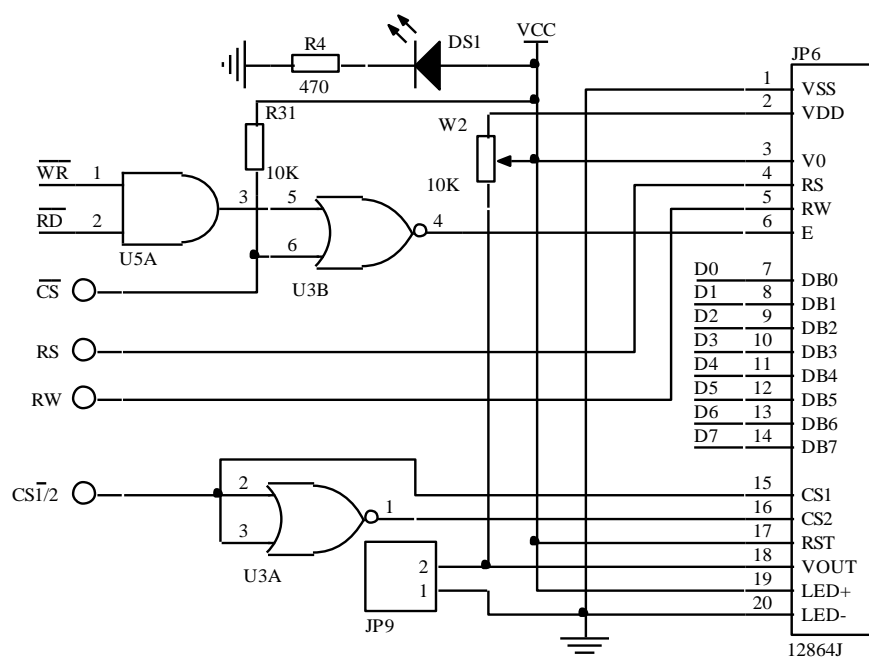 VCC
R4
DS1
470
JP6
1 VSS
2 VDD
R31
W2
10K
10K
3 V0
4 RS
5 RW
6 E
WR 1
RD 2
3
5
6
4
U5A
U3B
CS
RS
RW
D0 7 DB0
D1 8 DB1
D2 9 DB2
D3 10 DB3
D4 11 DB4
D5 12 DB5
D6 13 DB6
D7 14 DB7
CS1/2
2
3
1
U3A
15 CS1
16 CS2
17 RST
18 VOUT
19 LED+
20 LED-
2
1
JP9
12864J